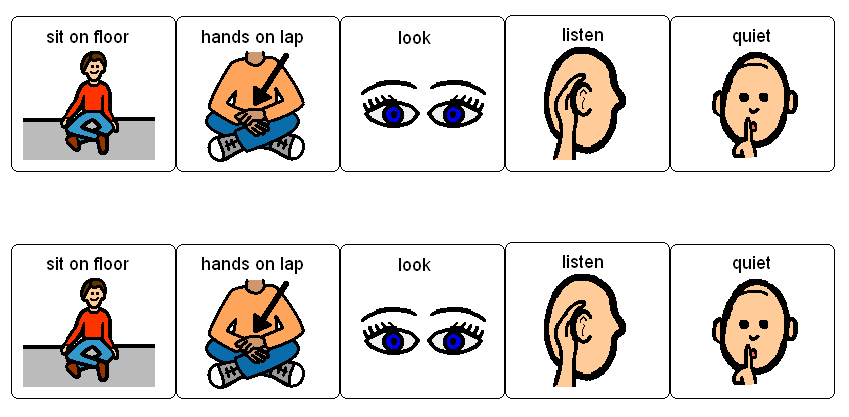 sit on floor
hands on lap
look
listen
quiet
sit on floor
hands on lap
look
listen
quiet